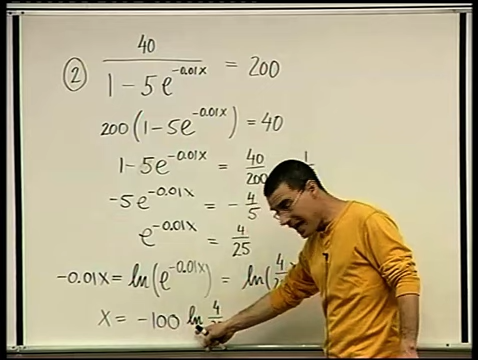 ② 40/(1 - 5e^(-0.01x)) = 200
200(1 - 5e^(-0.01x)) = 40
1 - 5e^(-0.01x) = 40/200
-5e^(-0.01x) = -4/5
e^(-0.01x) = 4/25
-0.01x = ln(e^(-0.01x)) = ln(4/
x = -100 ln 4/